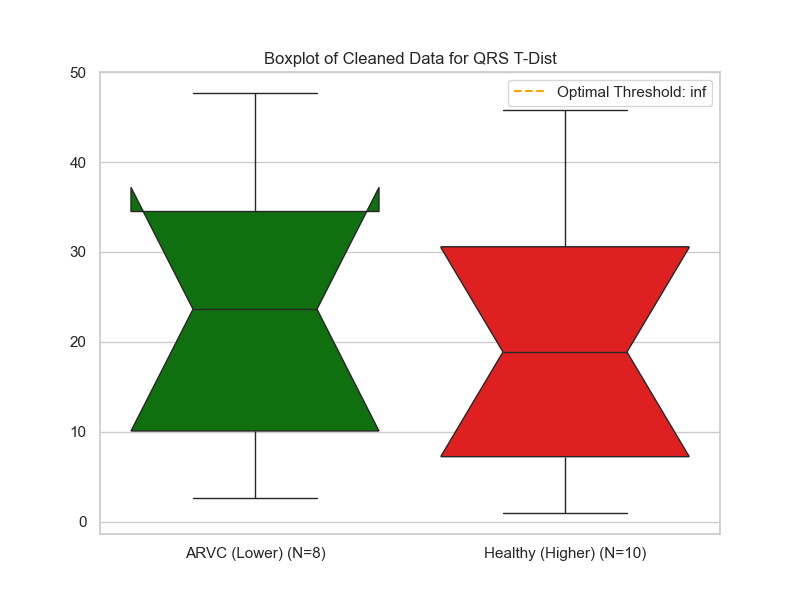 Boxplot of Cleaned Data for QRS T-Dist
Optimal Threshold: inf
50
40
30
20
10
0
ARVC (Lower) (N=8)
Healthy (Higher) (N=10)